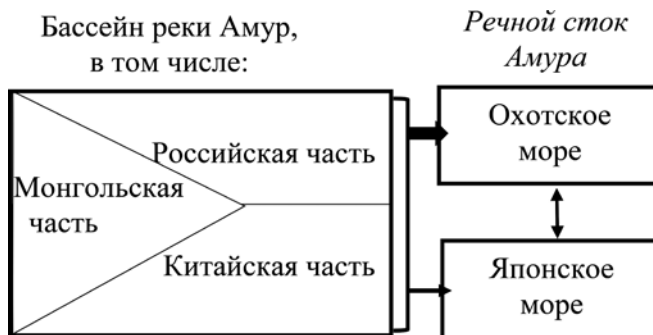 Бассейн реки Амур,
в том числе:
Речной сток
Амура
Российская часть
Монгольская
часть
Китайская часть
Охотское
море
Японское
море